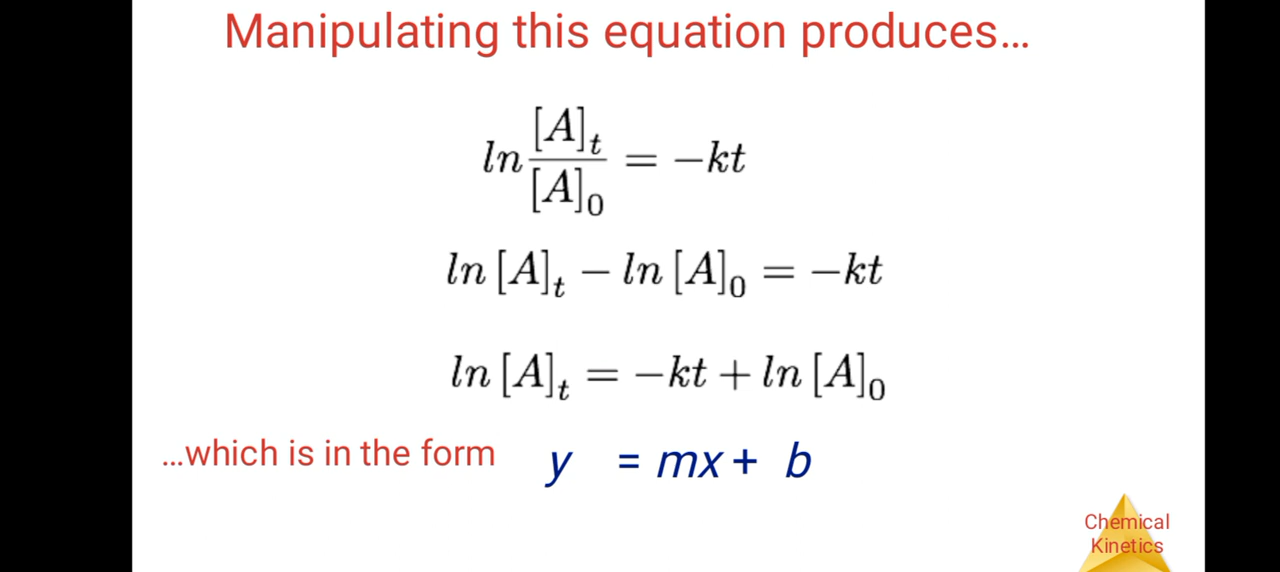 Manipulating this equation produces...
ln [A]ₜ / [A]₀ = −kt
ln [A]ₜ − ln [A]₀ = −kt
ln [A]ₜ = −kt + ln [A]₀
...which is in the form y = mx + b
Chemical
Kinetics